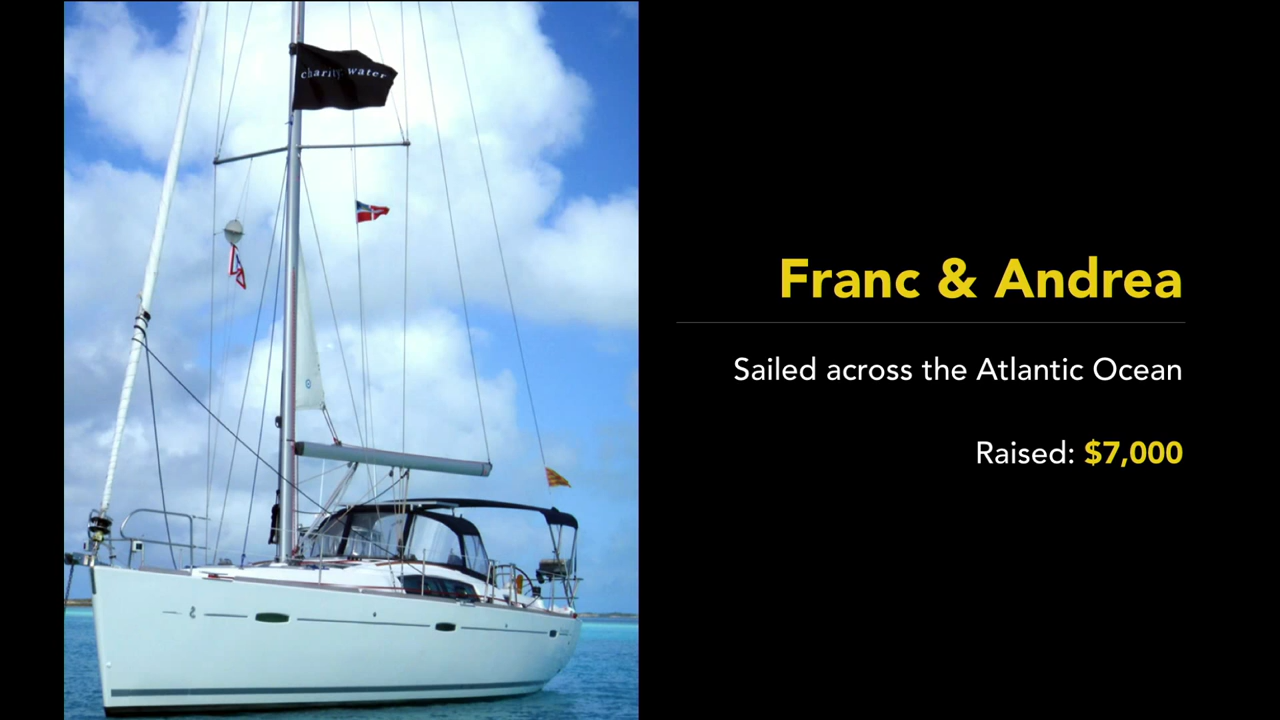 charity: water
Franc & Andrea
Sailed across the Atlantic Ocean
Raised: $7,000